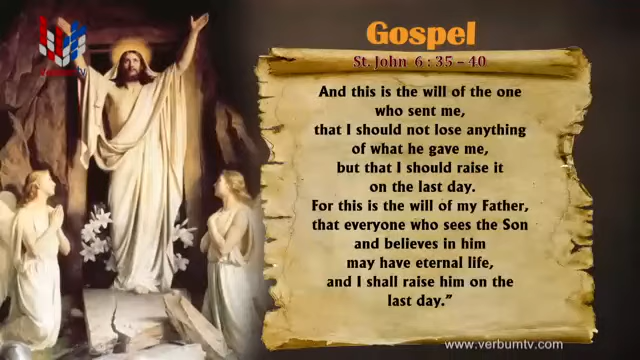 verbumtv
Gospel
St. John 6 : 35 – 40
And this is the will of the one
who sent me,
that I should not lose anything
of what he gave me,
but that I should raise it
on the last day.
For this is the will of my Father,
that everyone who sees the Son
and believes in him
may have eternal life,
and I shall raise him on the
last day.”
www.verbumtv.com